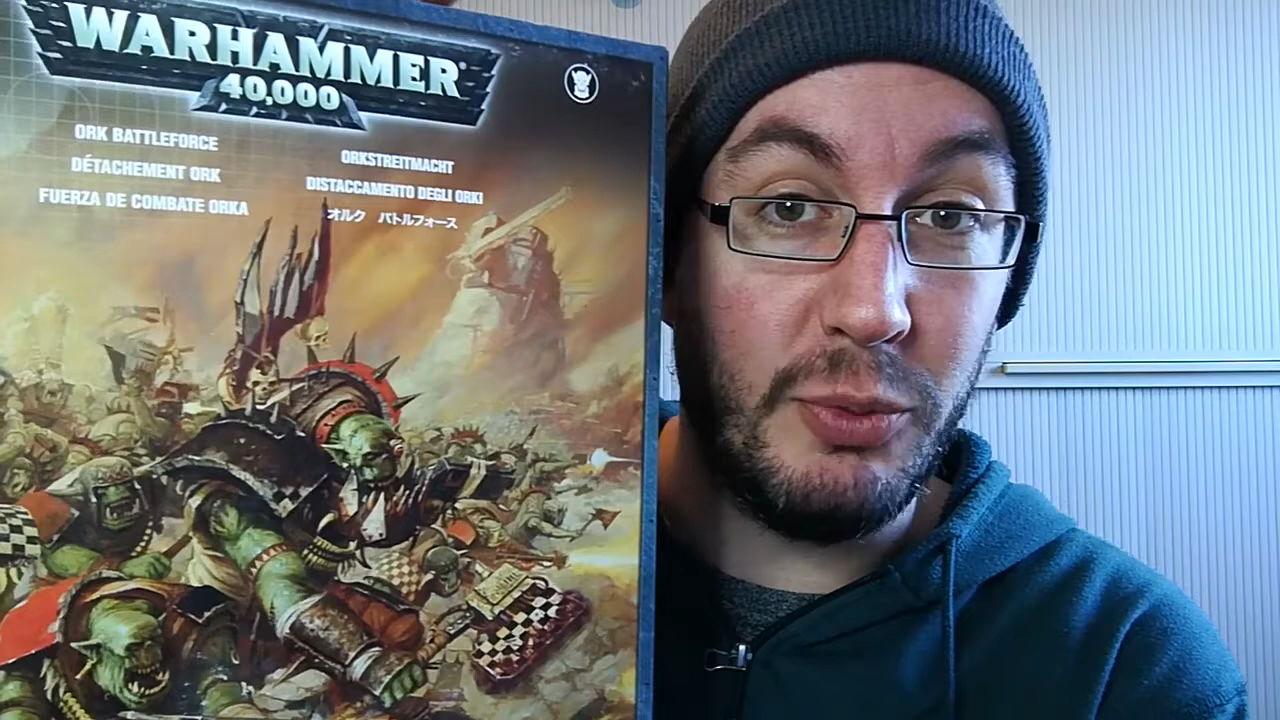 WARHAMMER®
40,000
ORK BATTLEFORCE
DÉTACHEMENT ORK
FUERZA DE COMBATE ORKA
ORKSTREITMACHT
DISTACCAMENTO DEGLI ORKI
オルク バトルフォース